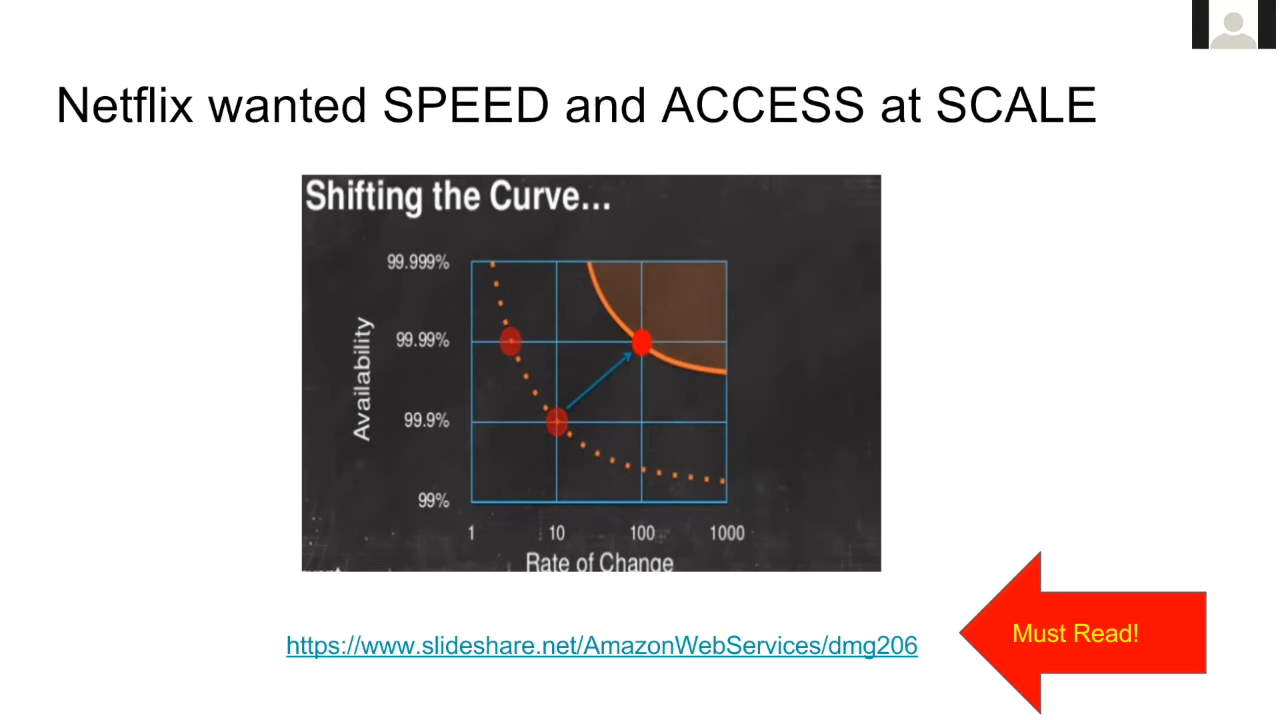 Netflix wanted SPEED and ACCESS at SCALE
Shifting the Curve...
99.999%
99.99%
99.9%
99%
Availability
1 10 100 1000
Rate of Change
https://www.slideshare.net/AmazonWebServices/dmg206
Must Read!